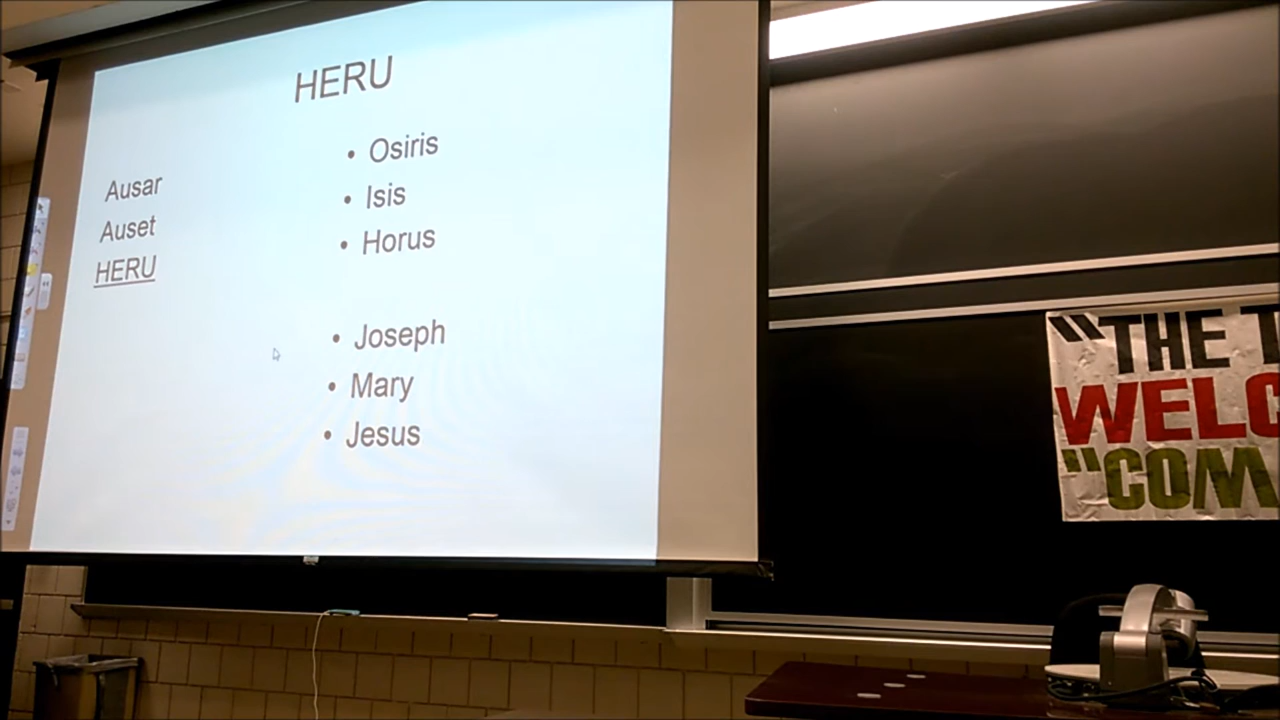 HERU
Ausar
Auset
HERU
• Osiris
• Isis
• Horus
• Joseph
• Mary
• Jesus
"THE
WELC
"COM